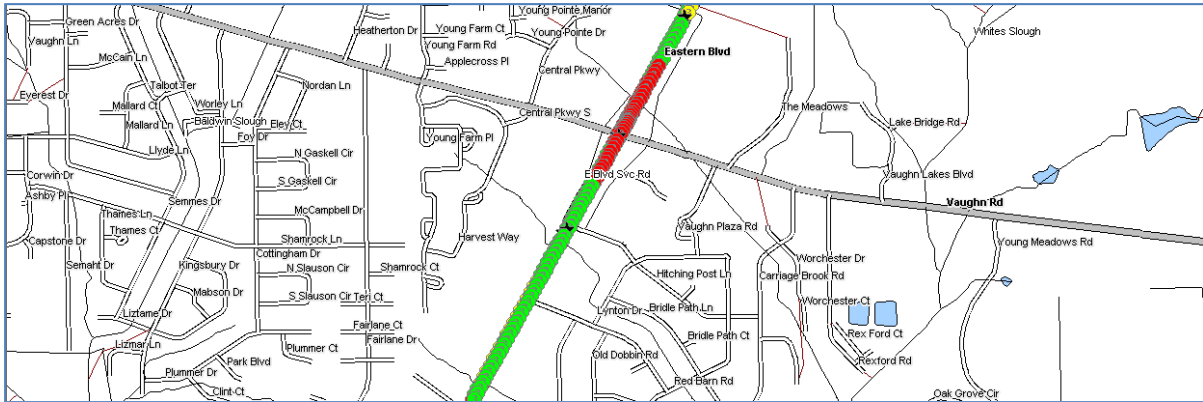 Green Acres Dr
Vaughn Ln
McCain Ln
Heatherton Dr
Young Pointe Manor
Young Farm Ct
Young Pointe Dr
Young Farm Rd
Applecross Pl
Central Pkwy
Eastern Blvd
Whites Slough
Everest Dr
Talbot Ter
Mallard Ct
Worley Ln
Nordan Ln
Mallard Ln
Baldwin Slough
Eley Ct
Foy Dr
Central Pkwy S
The Meadows
Lake Bridge Rd
Llyde Ln
Young Farm Pl
N Gaskell Cir
S Gaskell Cir
Corwin Dr
Ashby Pl
E Blvd Svc Rd
Vaughn Lakes Blvd
Vaughn Rd
Semmes Dr
Thames Ln
Thames Ct
McCampbell Dr
Capstone Dr
Shamrock Ln
Harvest Way
Vaughn Plaza Rd
Young Meadows Rd
Cottingham Dr
Semaht Dr
Kingsbury Dr
N Slauson Cir
Shamrock Ct
Hitching Post Ln
Worchester Dr
Carriage Brook Rd
Mabson Dr
S Slauson Cir
Teri Ct
Bridle Path Ln
Worchester Ct
Liztame Dr
Lynton Dr
Fairlane Ct
Fairlane Dr
Bridle Path Ct
Rex Ford Ct
Lizmar Ln
Plummer Ct
Park Blvd
Old Dobbin Rd
Rexford Rd
Plummer Dr
Red Barn Rd
Clint Ct
Oak Grove Cir